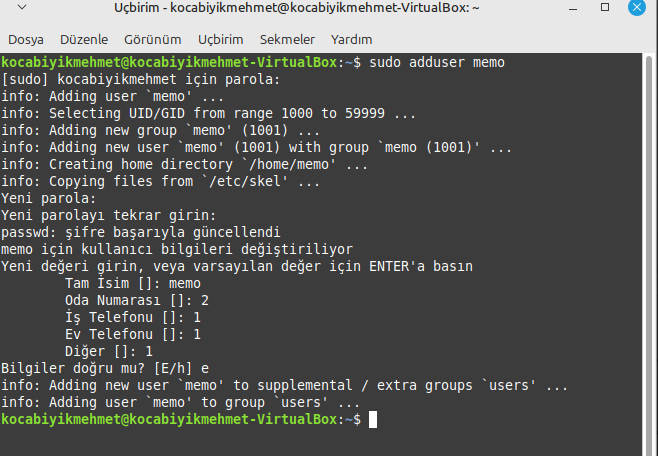 Uçbirim - kocabiyikmehmet@kocabiyikmehmet-VirtualBox: ~
Dosya Düzenle Görünüm Uçbirim Sekmeler Yardım
kocabiyikmehmet@kocabiyikmehmet-VirtualBox:~$ sudo adduser memo
[sudo] kocabiyikmehmet için parola:
info: Adding user `memo' ...
info: Selecting UID/GID from range 1000 to 59999 ...
info: Adding new group `memo' (1001) ...
info: Adding new user `memo' (1001) with group `memo (1001)' ...
info: Creating home directory `/home/memo' ...
info: Copying files from `/etc/skel' ...
Yeni parola:
Yeni parolayı tekrar girin:
passwd: şifre başarıyla güncellendi
memo için kullanıcı bilgileri değiştiriliyor
Yeni değeri girin, veya varsayılan değer için ENTER'a basın
Tam İsim []: memo
Oda Numarası []: 2
İş Telefonu []: 1
Ev Telefonu []: 1
Diğer []: 1
Bilgiler doğru mu? [E/h] e
info: Adding new user `memo' to supplemental / extra groups `users' ...
info: Adding user `memo' to group `users' ...
kocabiyikmehmet@kocabiyikmehmet-VirtualBox:~$